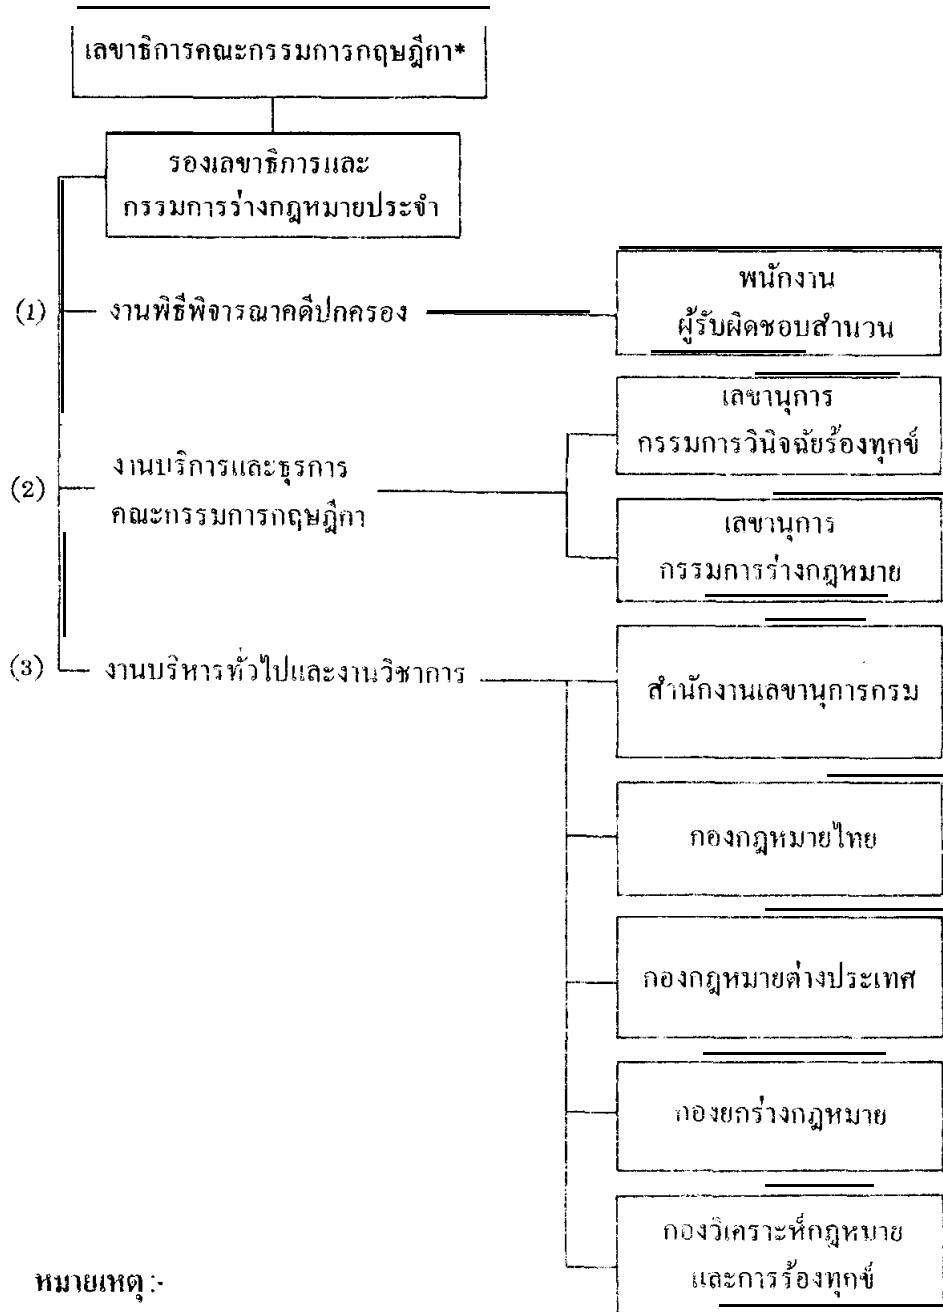 เลขาธิการคณะกรรมการกฤษฎีกา*
รองเลขาธิการและ
กรรมการร่างกฎหมายประจำ
(1) งานพิธีพิจารณาคดีปกครอง
พนักงาน
ผู้รับผิดชอบสำนวน
(2) งานบริการและธุรการ
คณะกรรมการกฤษฎีกา
เลขานุการ
กรรมการวินิจฉัยร้องทุกข์
เลขานุการ
กรรมการร่างกฎหมาย
(3) งานบริหารทั่วไปและงานวิชาการ
สำนักงานเลขานุการกรม
กองกฎหมายไทย
กองกฎหมายต่างประเทศ
กองยกร่างกฎหมาย
กองวิเคราะห์กฎหมาย
และการร้องทุกข์
หมายเหตุ :-